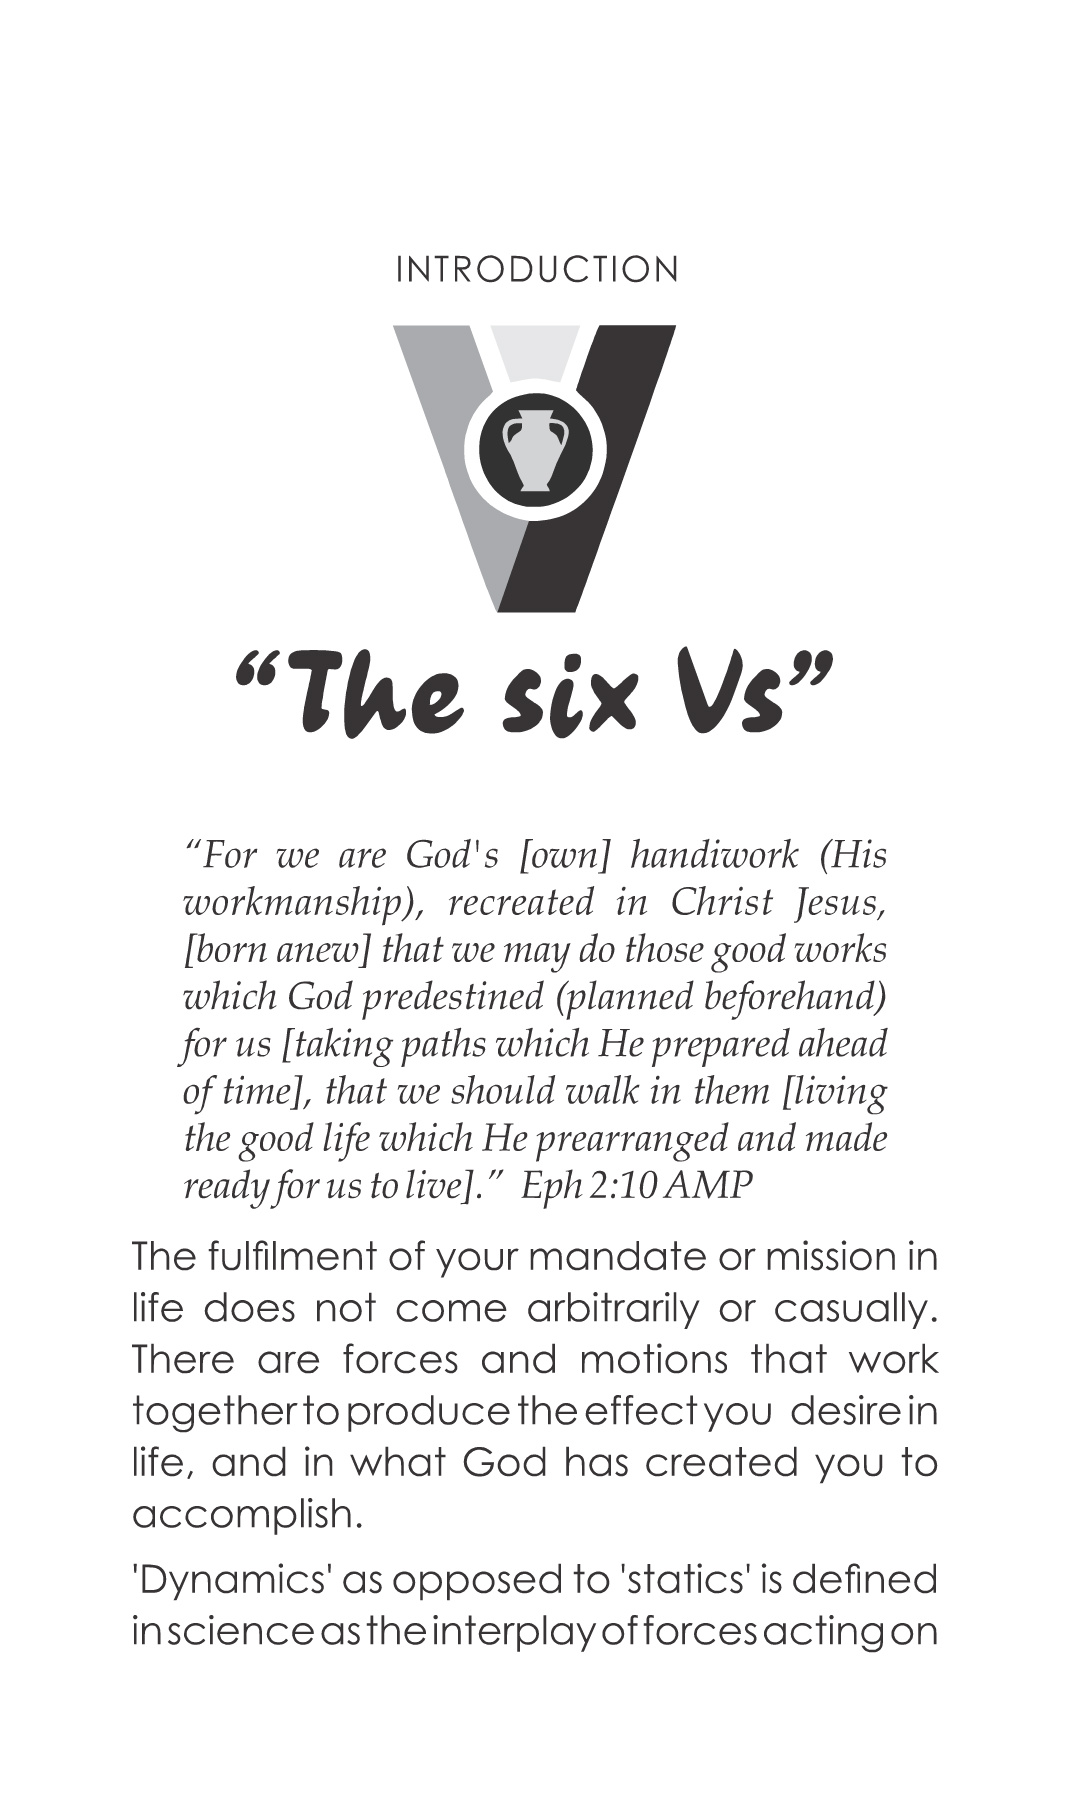 INTRODUCTION
“The six Vs”
“For we are God's [own] handiwork (His
workmanship), recreated in Christ Jesus,
[born anew] that we may do those good works
which God predestined (planned beforehand)
for us [taking paths which He prepared ahead
of time], that we should walk in them [living
the good life which He prearranged and made
ready for us to live].” Eph 2:10 AMP
The fulfilment of your mandate or mission in
life does not come arbitrarily or casually.
There are forces and motions that work
together to produce the effect you desire in
life, and in what God has created you to
accomplish.
'Dynamics' as opposed to 'statics' is defined
in science as the interplay of forces acting on